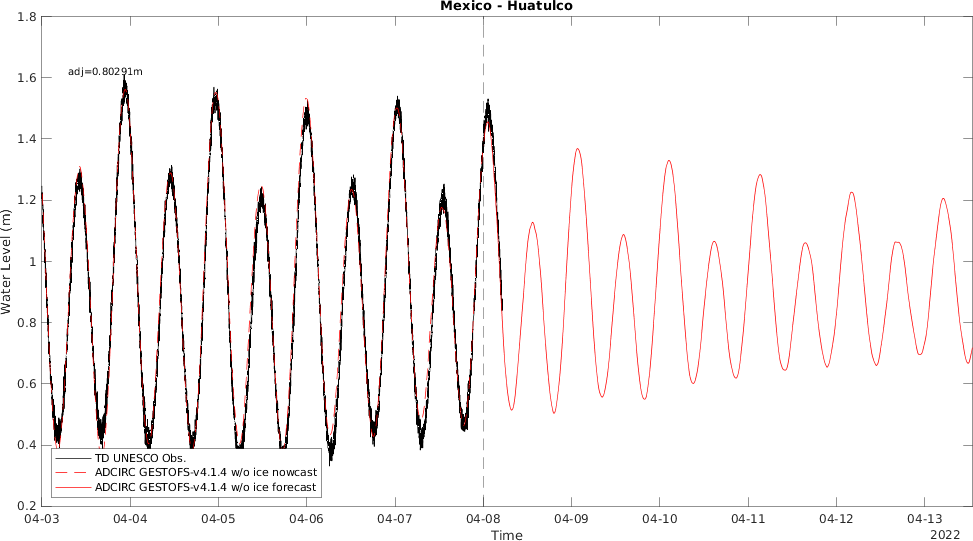 Mexico - Huatulco
1.8
1.6
1.4
1.2
1
0.8
0.6
0.4
0.2
Water Level (m)
adj=0.80291m
TD UNESCO Obs.
ADCIRC GESTOFS-v4.1.4 w/o ice nowcast
ADCIRC GESTOFS-v4.1.4 w/o ice forecast
04-03 04-04 04-05 04-06 04-07 04-08 04-09 04-10 04-11 04-12 04-13
Time
2022